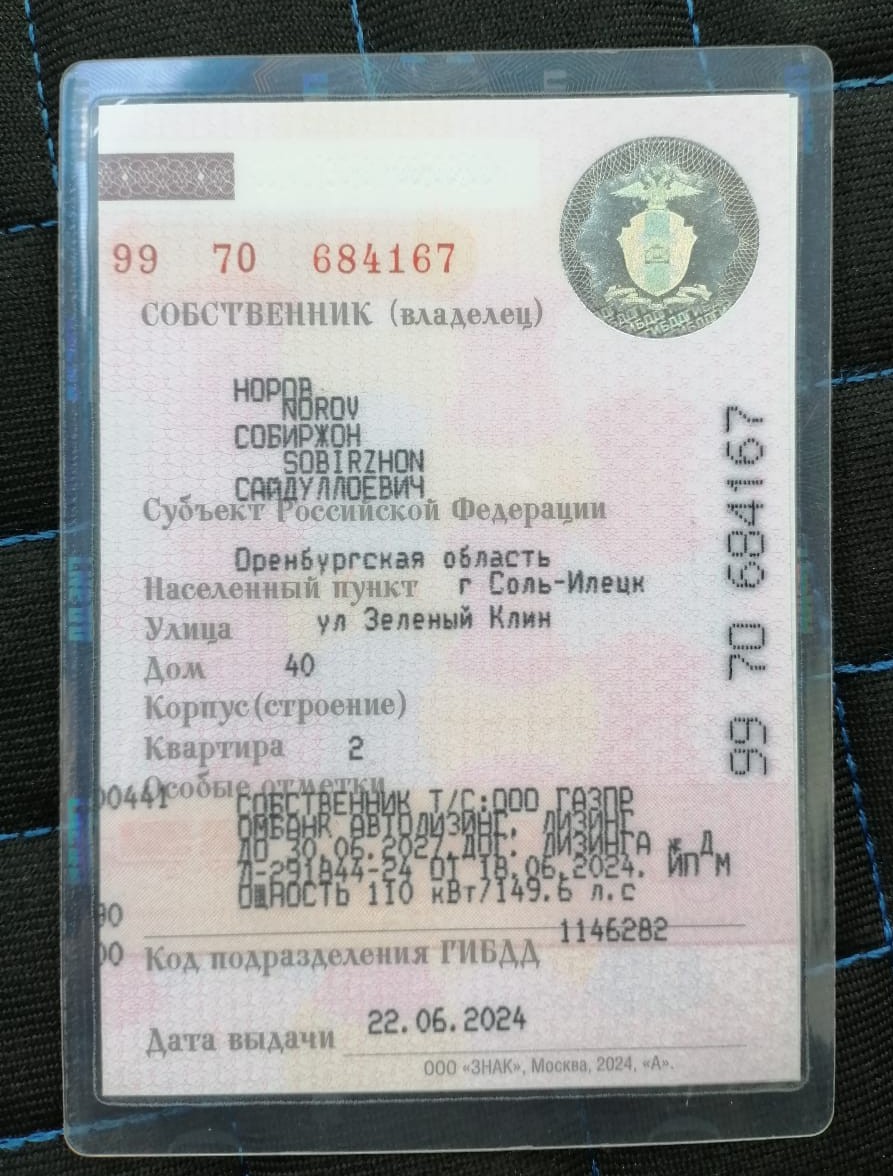 99 70 684167
СОБСТВЕННИК (владелец)
НОРОВ
NOROV
СОБИРЖОН
SOBIRZHON
СААДУЛЛОЕВИЧ
Субъект Российской Федерации
Оренбургская область
Населенный пункт г Соль-Илецк
Улица ул Зеленый Клин
Дом 40
Корпус (строение)
Квартира 2
Особые отметки
СОБСТВЕННИК Т/С:ООО ГАЗПР
ОМБАНК АВТОЛИЗИНГ, ЛИЗИНГ
ДО 30.06.2027,ДОГ. ЛИЗИНГА
Л-291844-24 ОТ 18.06.2024.
ОЩНОСТЬ 110 кВт/149.6 л.с
1146282
Код подразделения ГИБДД
Дата выдачи 22.06.2024
ООО «ЗНАК», Москва, 2024, «А».
99 70 684167